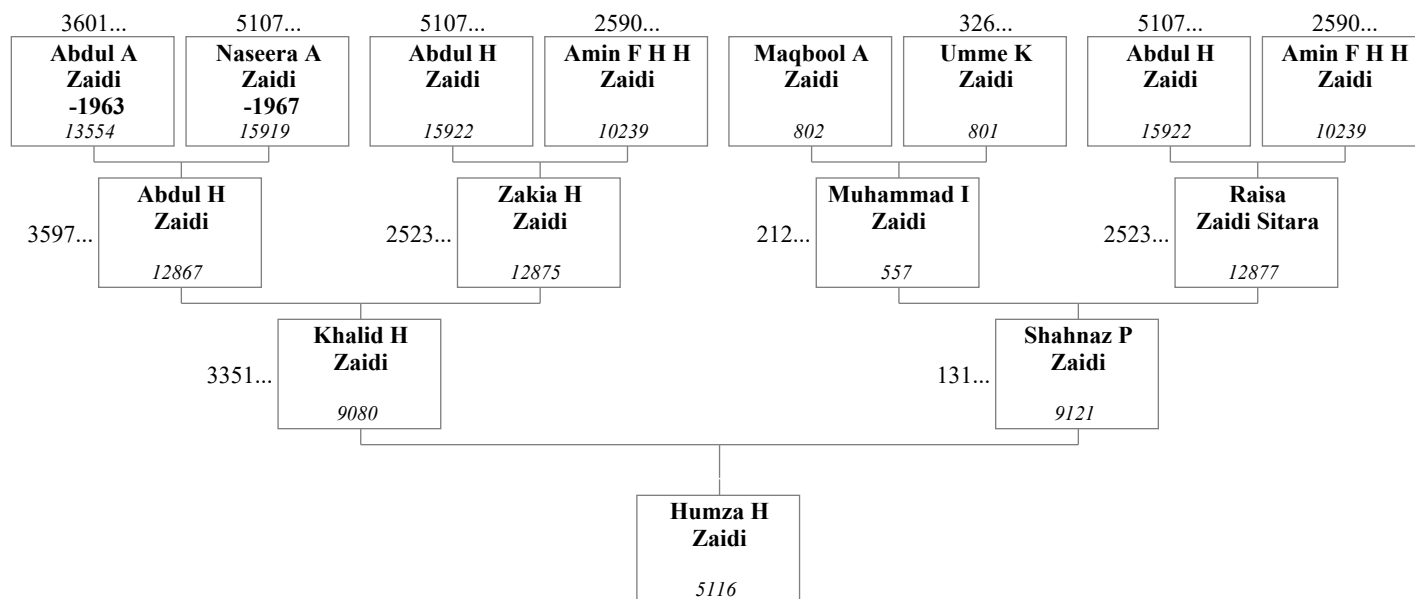 3601... 5107... 5107... 2590... 326... 5107... 2590...
Abdul A
Zaidi
-1963
13554
Naseera A
Zaidi
-1967
15919
Abdul H
Zaidi
15922
Amin F H H
Zaidi
10239
Maqbool A
Zaidi
802
Umme K
Zaidi
801
Abdul H
Zaidi
15922
Amin F H H
Zaidi
10239
3597...
Abdul H
Zaidi
12867
2523...
Zakia H
Zaidi
12875
212...
Muhammad I
Zaidi
557
2523...
Raisa
Zaidi Sitara
12877
3351...
Khalid H
Zaidi
9080
131...
Shahnaz P
Zaidi
9121
Humza H
Zaidi
5116